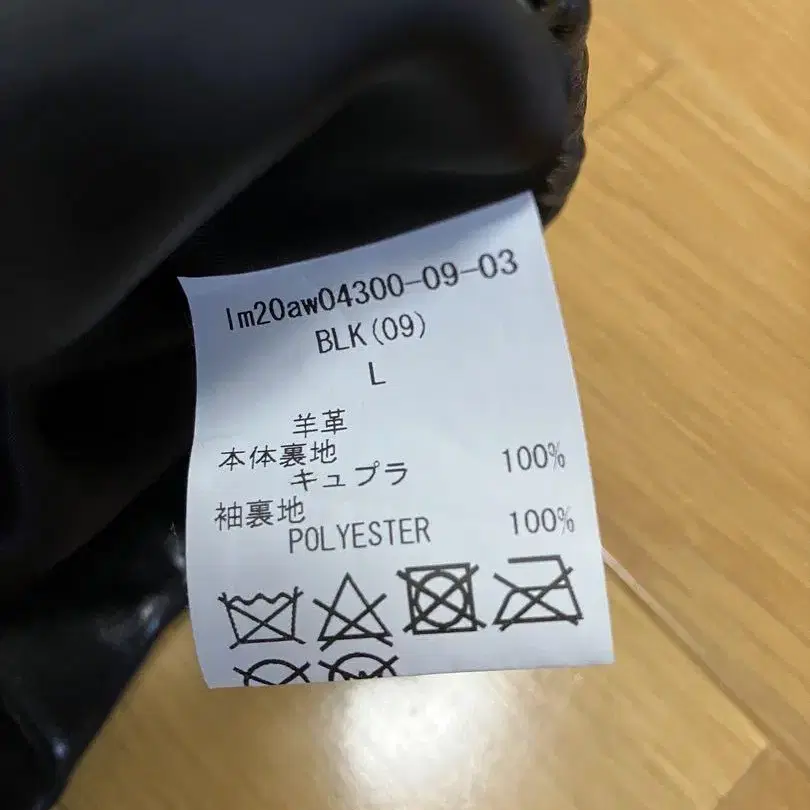 lm20aw04300-09-03
BLK(09)
L
羊革
本体裏地
キュプラ 100%
袖裏地
POLYESTER 100%